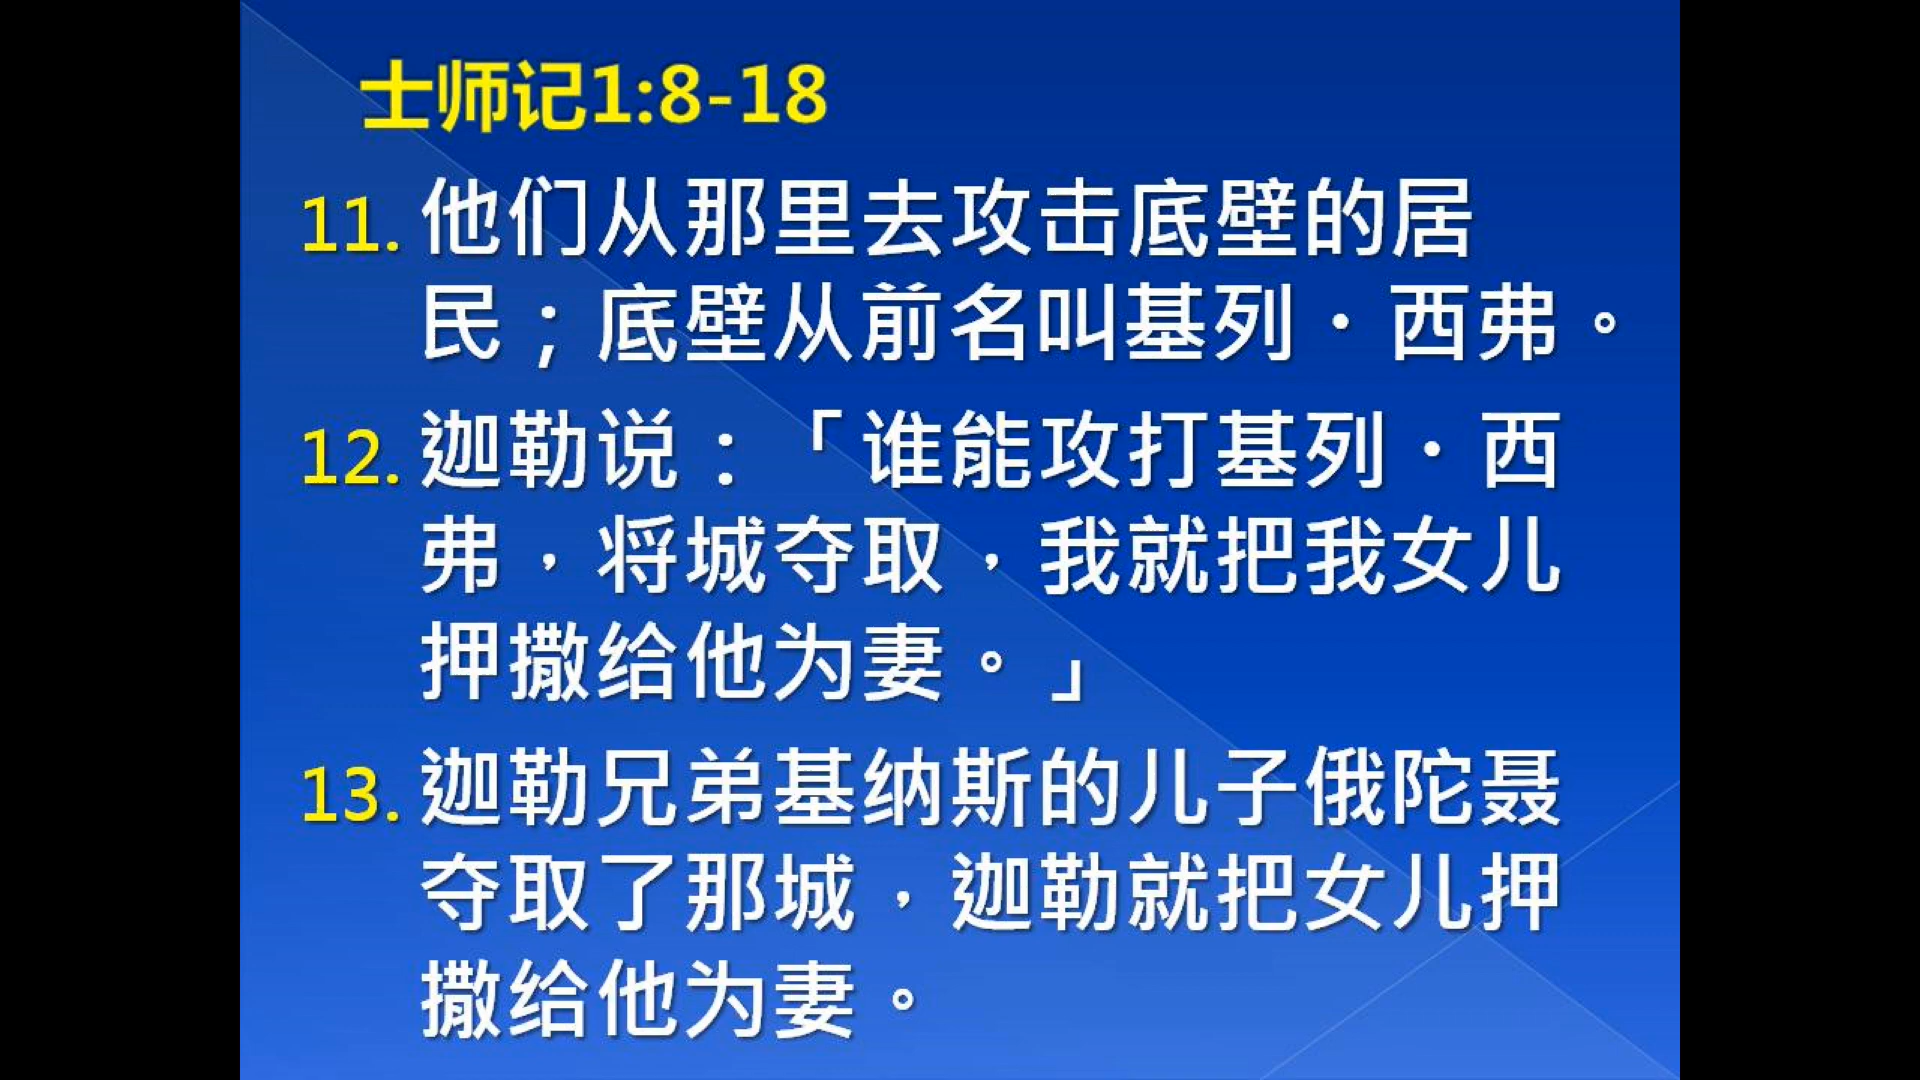 士师记1:8-18
11. 他们从那里去攻击底壁的居
民；底壁从前名叫基列·西弗。
12. 迦勒说：「谁能攻打基列·西
弗，将城夺取，我就把我女儿
押撒给他为妻。」
13. 迦勒兄弟基纳斯的儿子俄陀聂
夺取了那城，迦勒就把女儿押
撒给他为妻。